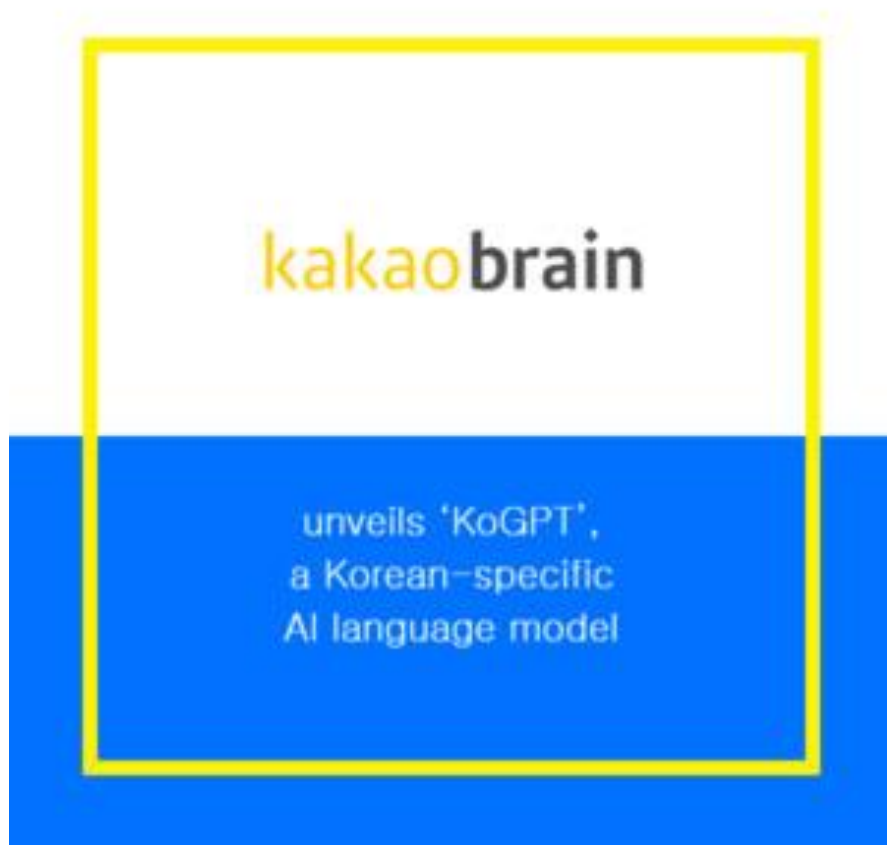 kakaobrain
unveils ‘KoGPT’,
a Korean-specific
AI language model